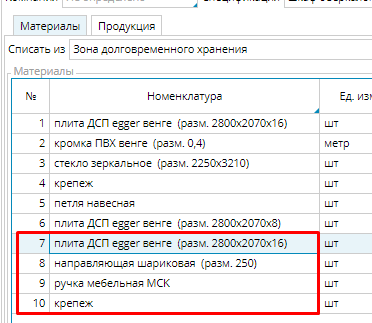 Материалы Продукция
Списать из Зона долговременного хранения
Материалы
№ Номенклатура Ед. изм
1 плита ДСП egger венге (разм. 2800x2070x16) шт
2 кромка ПВХ венге (разм. 0,4) метр
3 стекло зеркальное (разм. 2250x3210) шт
4 крепеж шт
5 петля навесная шт
6 плита ДСП egger венге (разм. 2800x2070x8) шт
7 плита ДСП egger венге (разм. 2800x2070x16) шт
8 направляющая шариковая (разм. 250) шт
9 ручка мебельная МСК шт
10 крепеж шт